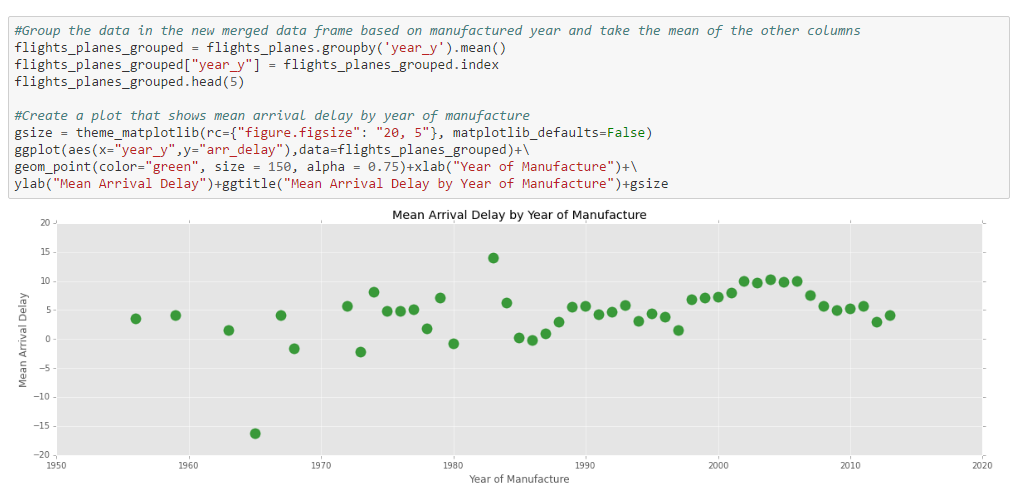 #Group the data in the new merged data frame based on manufactured year and take the mean of the other columns
flights_planes_grouped = flights_planes.groupby('year_y').mean()
flights_planes_grouped["year_y"] = flights_planes_grouped.index
flights_planes_grouped.head(5)
#Create a plot that shows mean arrival delay by year of manufacture
gsize = theme_matplotlib(rc={"figure.figsize": "20, 5"}, matplotlib_defaults=False)
ggplot(aes(x="year_y",y="arr_delay"),data=flights_planes_grouped)+\
geom_point(color="green", size = 150, alpha = 0.75)+xlab("Year of Manufacture")+\
ylab("Mean Arrival Delay")+ggtitle("Mean Arrival Delay by Year of Manufacture")+gsize
Mean Arrival Delay by Year of Manufacture
20
15
10
5
0
−5
−10
−15
−20
Mean Arrival Delay
1950 1960 1970 1980 1990 2000 2010 2020
Year of Manufacture